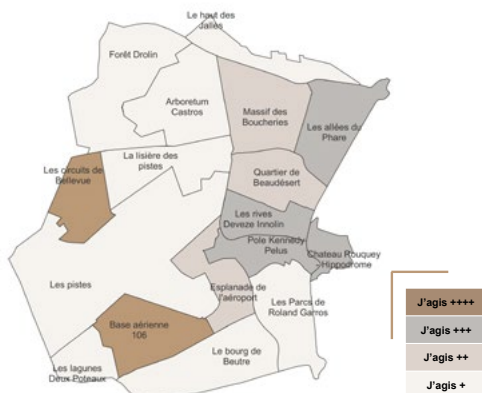 Le haut des
Jalles
Forêt Drolin
Arboretum
Castros
Massif des
Boucheries
Les allées du
Phare
La lisière des
pistes
Les circuits de
Bellevue
Quartier de
Beaudésert
Les rives
Deveze Innolin
Pole Kennedy
Pelus
Chateau Rouquey
- Hippodrome
Les pistes
Esplanade de
l'aéroport
Les Parcs de
Roland Garros
Base aérienne
106
Le bourg de
Beutre
Les lagunes
Deux Poteaux
J'agis ++++
J'agis +++
J'agis ++
J'agis +